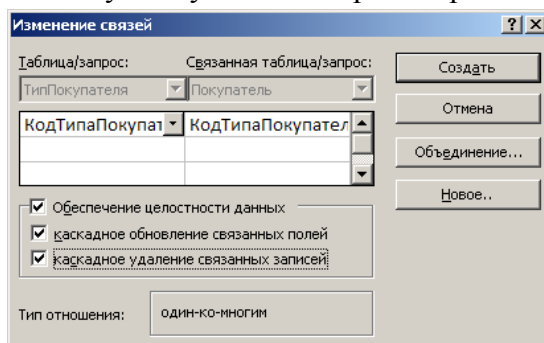 Изменение связей
Таблица/запрос: Связанная таблица/запрос:
ТипПокупателя Покупатель
КодТипаПокупат КодТипаПокупател
Создать
Отмена
Объединение...
Новое..
Обеспечение целостности данных
каскадное обновление связанных полей
каскадное удаление связанных записей
Тип отношения: один-ко-многим